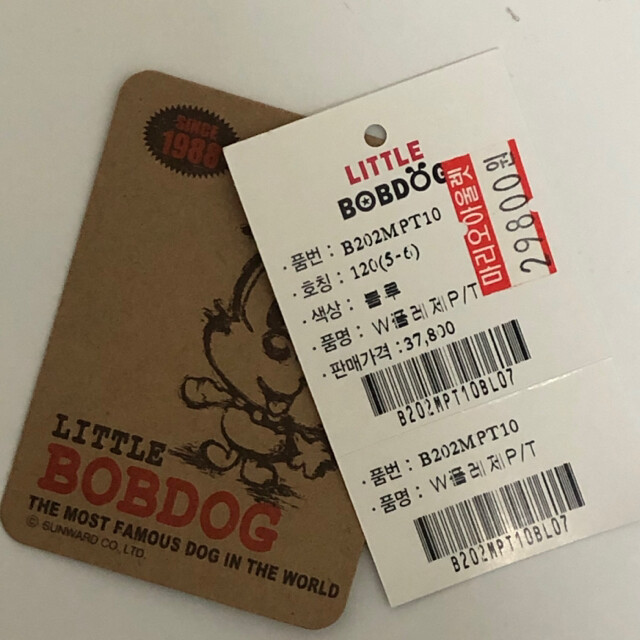 SINCE
1988
LITTLE
BOBDOG
THE MOST FAMOUS DOG IN THE WORLD
© SUNWARD CO., LTD.
LITTLE
BOBDOG
마리오아울렛
29800원
· 품번 : B202MPT10
· 호칭 : 120(5-6)
· 색상 : 블루
· 품명 : W플레제P/T
· 판매가격 : 37,800
B202MPT10BL07
· 품번 : B202MPT10
· 품명 : W플레제P/T
B202MPT10BL07